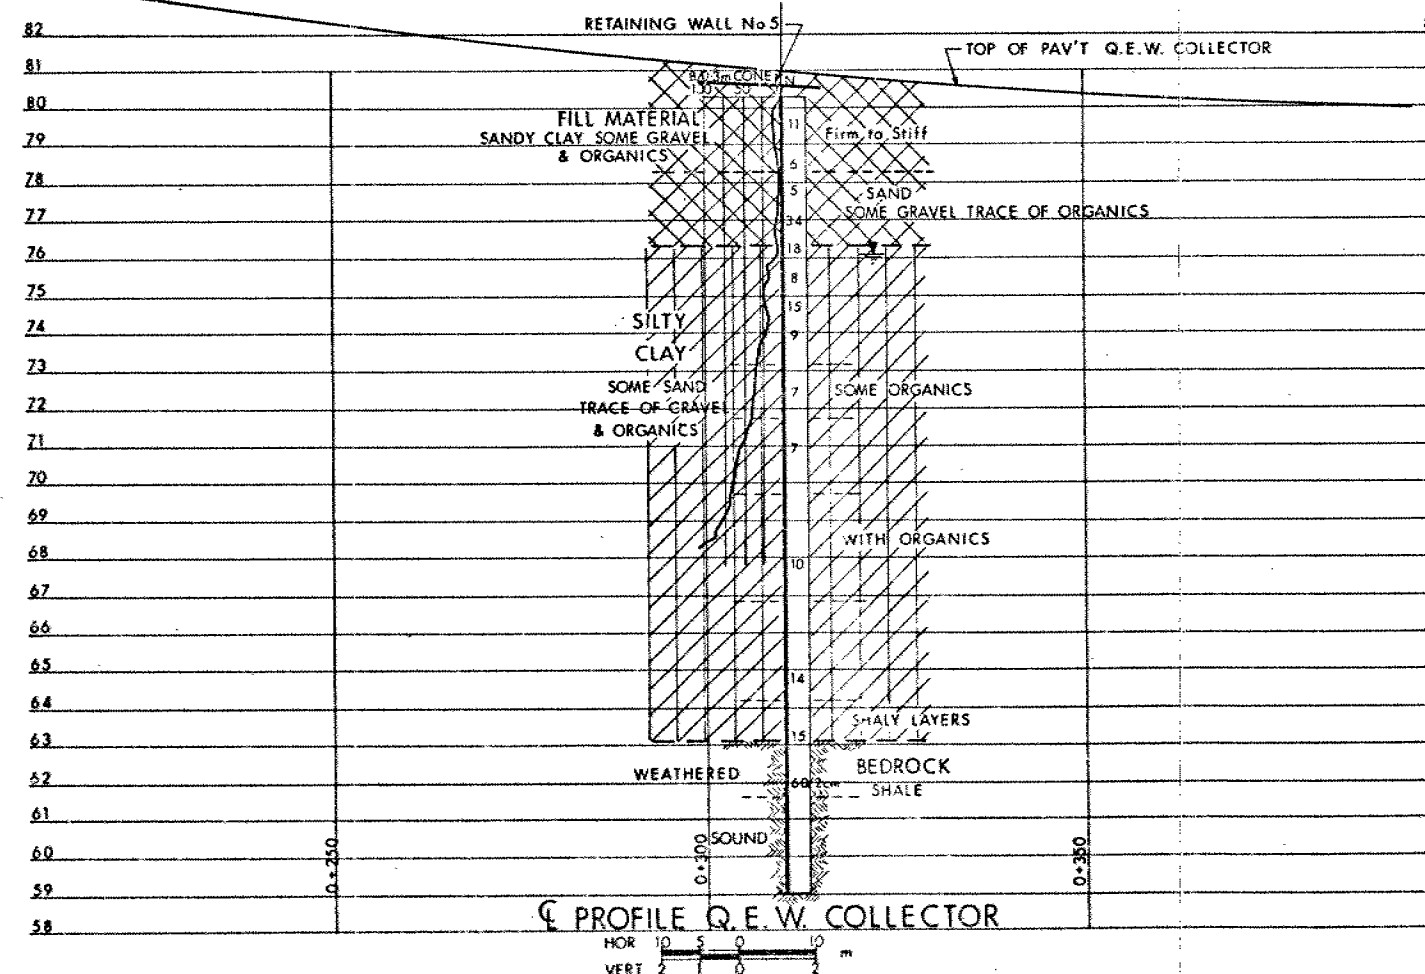 RETAINING WALL No 5
TOP OF PAV'T Q.E.W. COLLECTOR
82
81
80
79
78
77
76
75
74
73
72
71
70
69
68
67
66
65
64
63
62
61
60
59
58
CONE
N
FILL MATERIAL
SANDY CLAY SOME GRAVEL
& ORGANICS
Firm to Stiff
SAND
SOME GRAVEL TRACE OF ORGANICS
11
6
5
34
18
8
15
9
7
7
10
14
15
SILTY
CLAY
SOME SAND
TRACE OF GRAVEL
& ORGANICS
SOME ORGANICS
WITH ORGANICS
SHALY LAYERS
WEATHERED
BEDROCK
SHALE
SOUND
0+250
0+300
0+350
℄ PROFILE Q.E.W. COLLECTOR
HOR 10 5 0 10 m
VERT 2 1 0 2